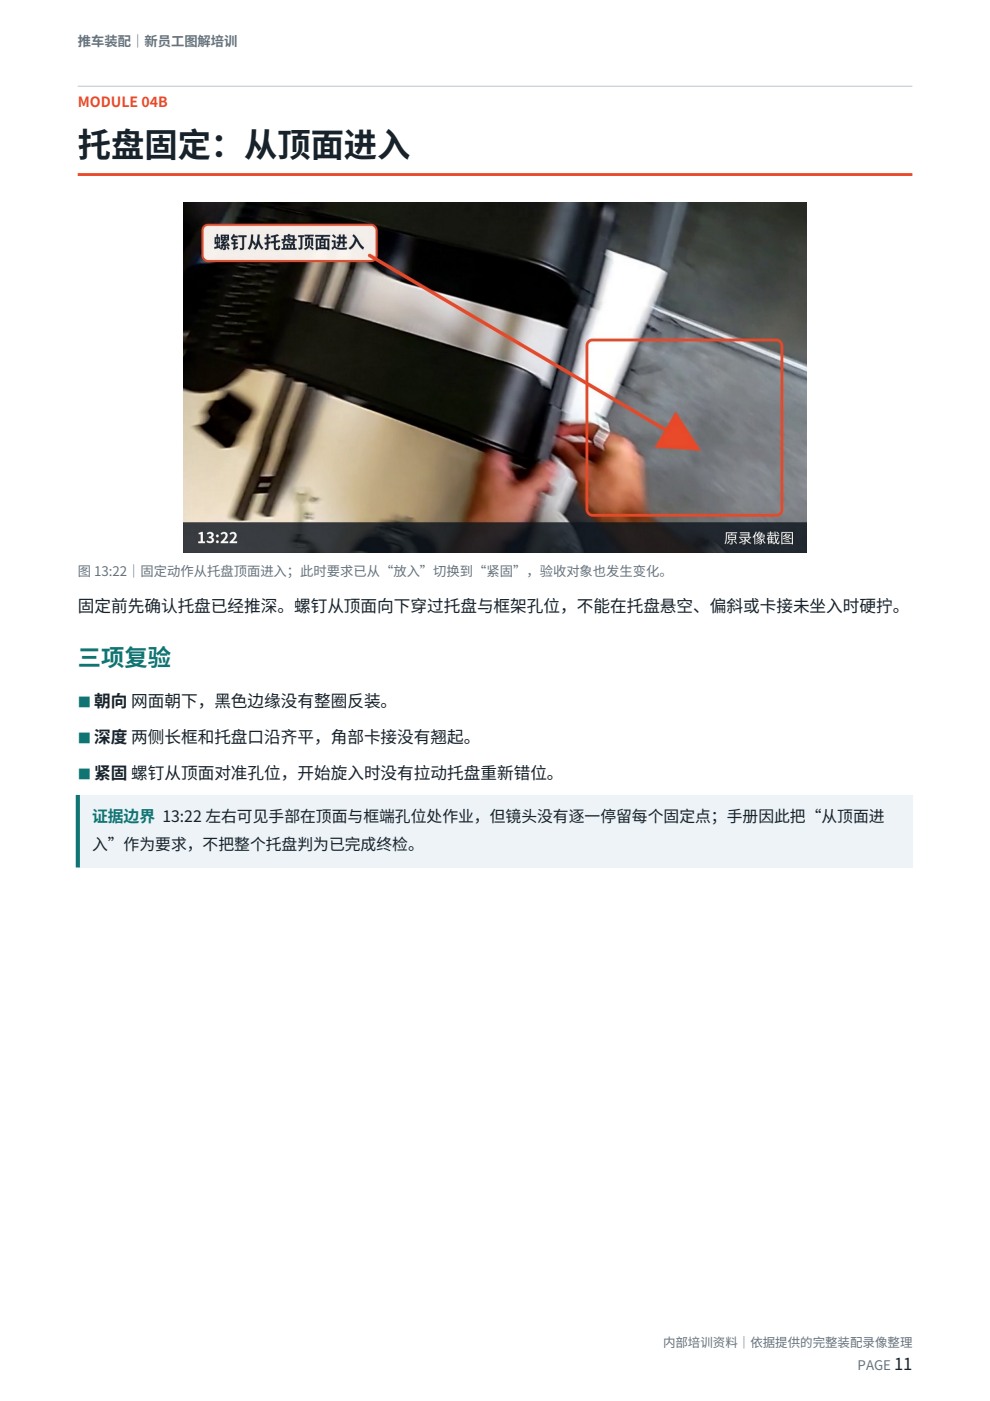 推车装配｜新员工图解培训
MODULE 04B
托盘固定：从顶面进入
螺钉从托盘顶面进入
13:22
原录像截图
图 13:22｜固定动作从托盘顶面进入；此时要求已从“放入”切换到“紧固”，验收对象也发生变化。
固定前先确认托盘已经推深。螺钉从顶面向下穿过托盘与框架孔位，不能在托盘悬空、偏斜或卡接未坐入时硬拧。
三项复验
■ 朝向 网面朝下，黑色边缘没有整圈反装。
■ 深度 两侧长框和托盘口沿齐平，角部卡接没有翘起。
■ 紧固 螺钉从顶面对准孔位，开始旋入时没有拉动托盘重新错位。
证据边界 13:22 左右可见手部在顶面与框端孔位处作业，但镜头没有逐一停留每个固定点；手册因此把“从顶面进
入”作为要求，不把整个托盘判为已完成终检。
内部培训资料｜依据提供的完整装配录像整理
PAGE 11